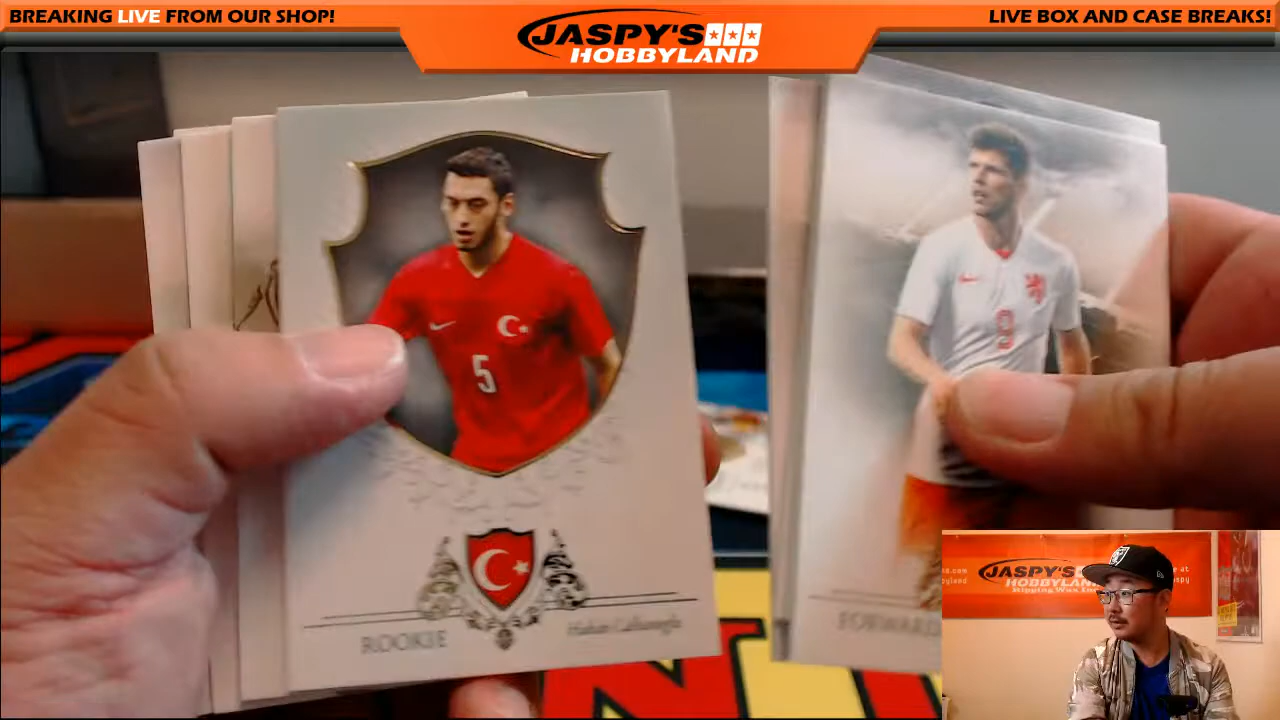 BREAKING LIVE FROM OUR SHOP!
JASPY'S
HOBBYLAND
LIVE BOX AND CASE BREAKS!
5
ROOKIE
Hakan Calhanoglu
9
FORWARD
JASPY'S
HOBBYLAND